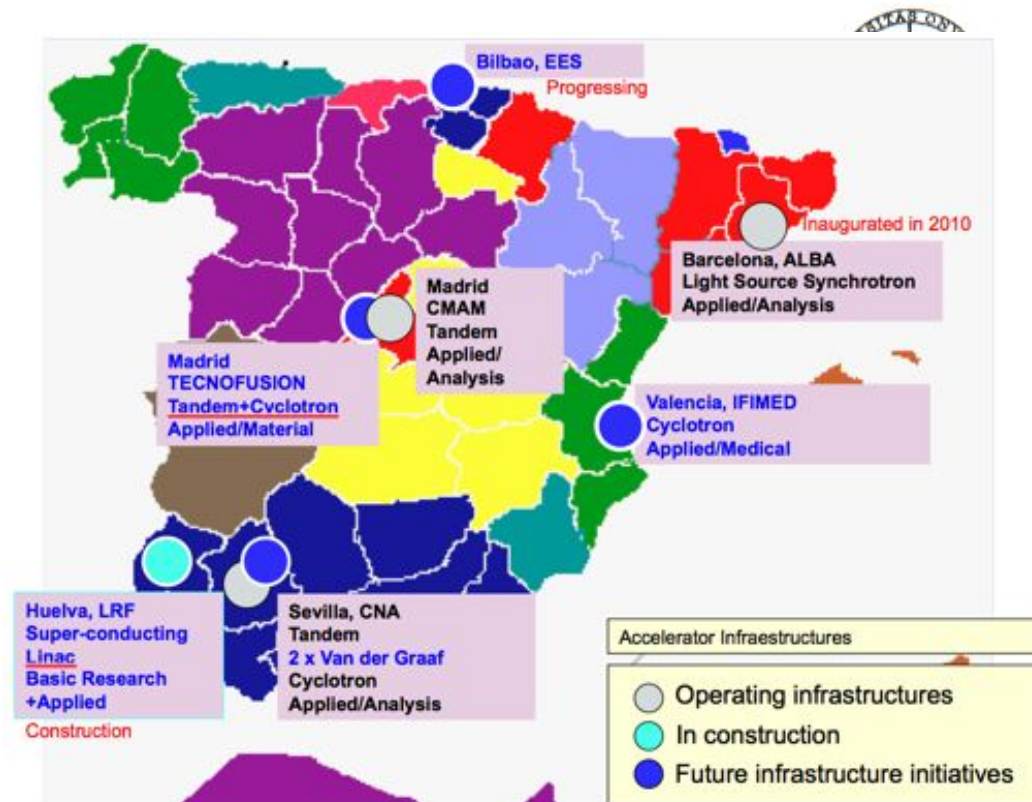 SITAS ON
Bilbao, EES
Progressing
Inaugurated in 2010
Barcelona, ALBA
Light Source Synchrotron
Applied/Analysis
Madrid
CMAM
Tandem
Applied/
Analysis
Madrid
TECNOFUSION
Tandem+Cyclotron
Applied/Material
Valencia, IFIMED
Cyclotron
Applied/Medical
Huelva, LRF
Super-conducting
Linac
Basic Research
+Applied
Construction
Sevilla, CNA
Tandem
2 x Van der Graaf
Cyclotron
Applied/Analysis
Accelerator Infraestructures
Operating infrastructures
In construction
Future infrastructure initiatives